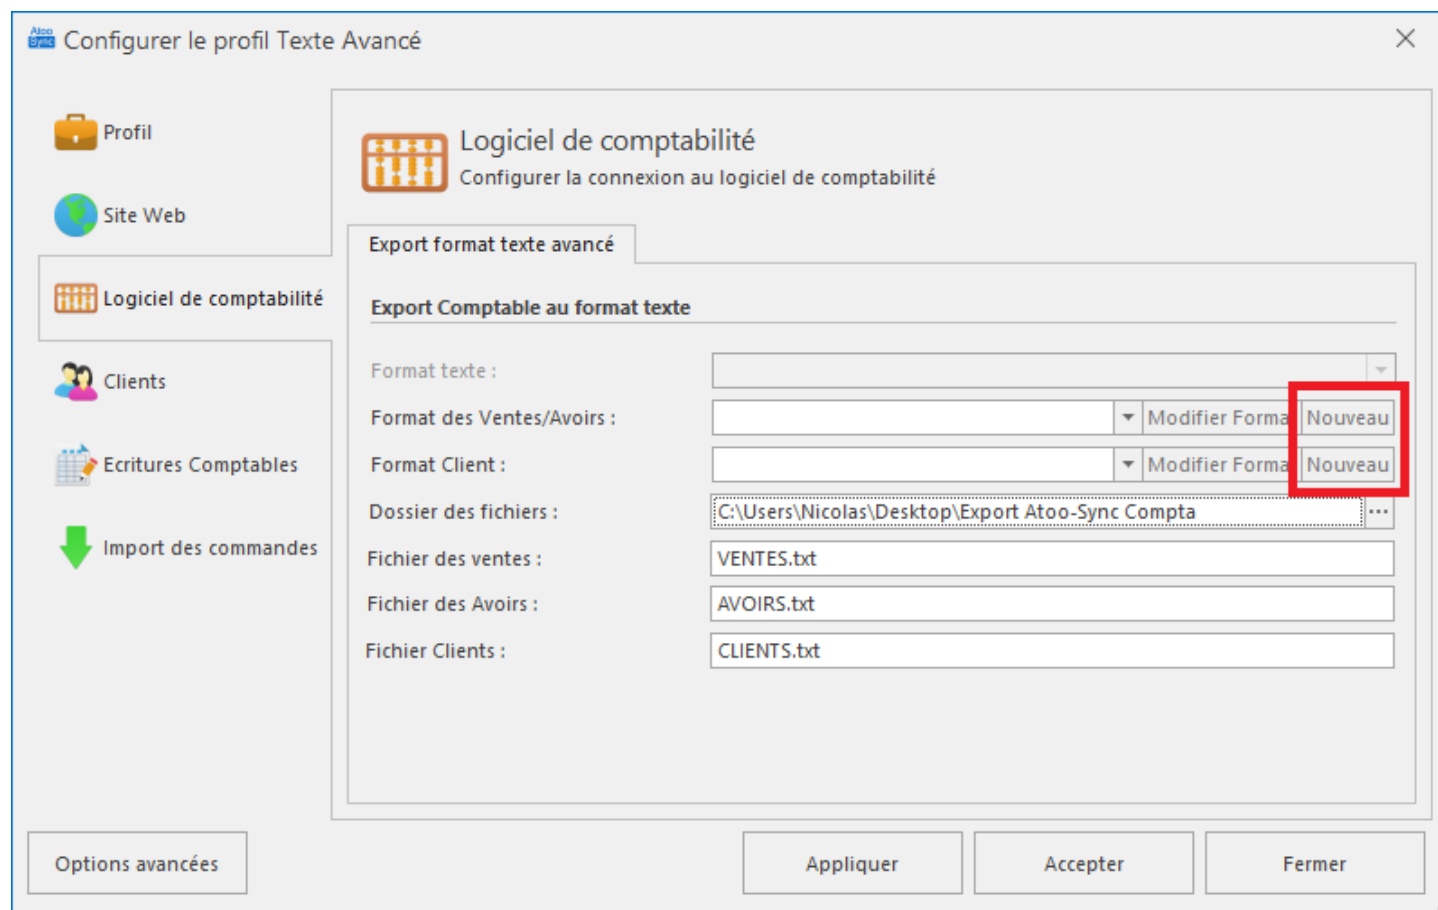 Atoo
Sync
Configurer le profil Texte Avancé
Profil
Site Web
Logiciel de comptabilité
Clients
Ecritures Comptables
Import des commandes
Logiciel de comptabilité
Configurer la connexion au logiciel de comptabilité
Export format texte avancé
Export Comptable au format texte
Format texte :
Format des Ventes/Avoirs : Modifier Forma Nouveau
Format Client : Modifier Forma Nouveau
Dossier des fichiers : C:\Users\Nicolas\Desktop\Export Atoo-Sync Compta ...
Fichier des ventes : VENTES.txt
Fichier des Avoirs : AVOIRS.txt
Fichier Clients : CLIENTS.txt
Options avancées Appliquer Accepter Fermer